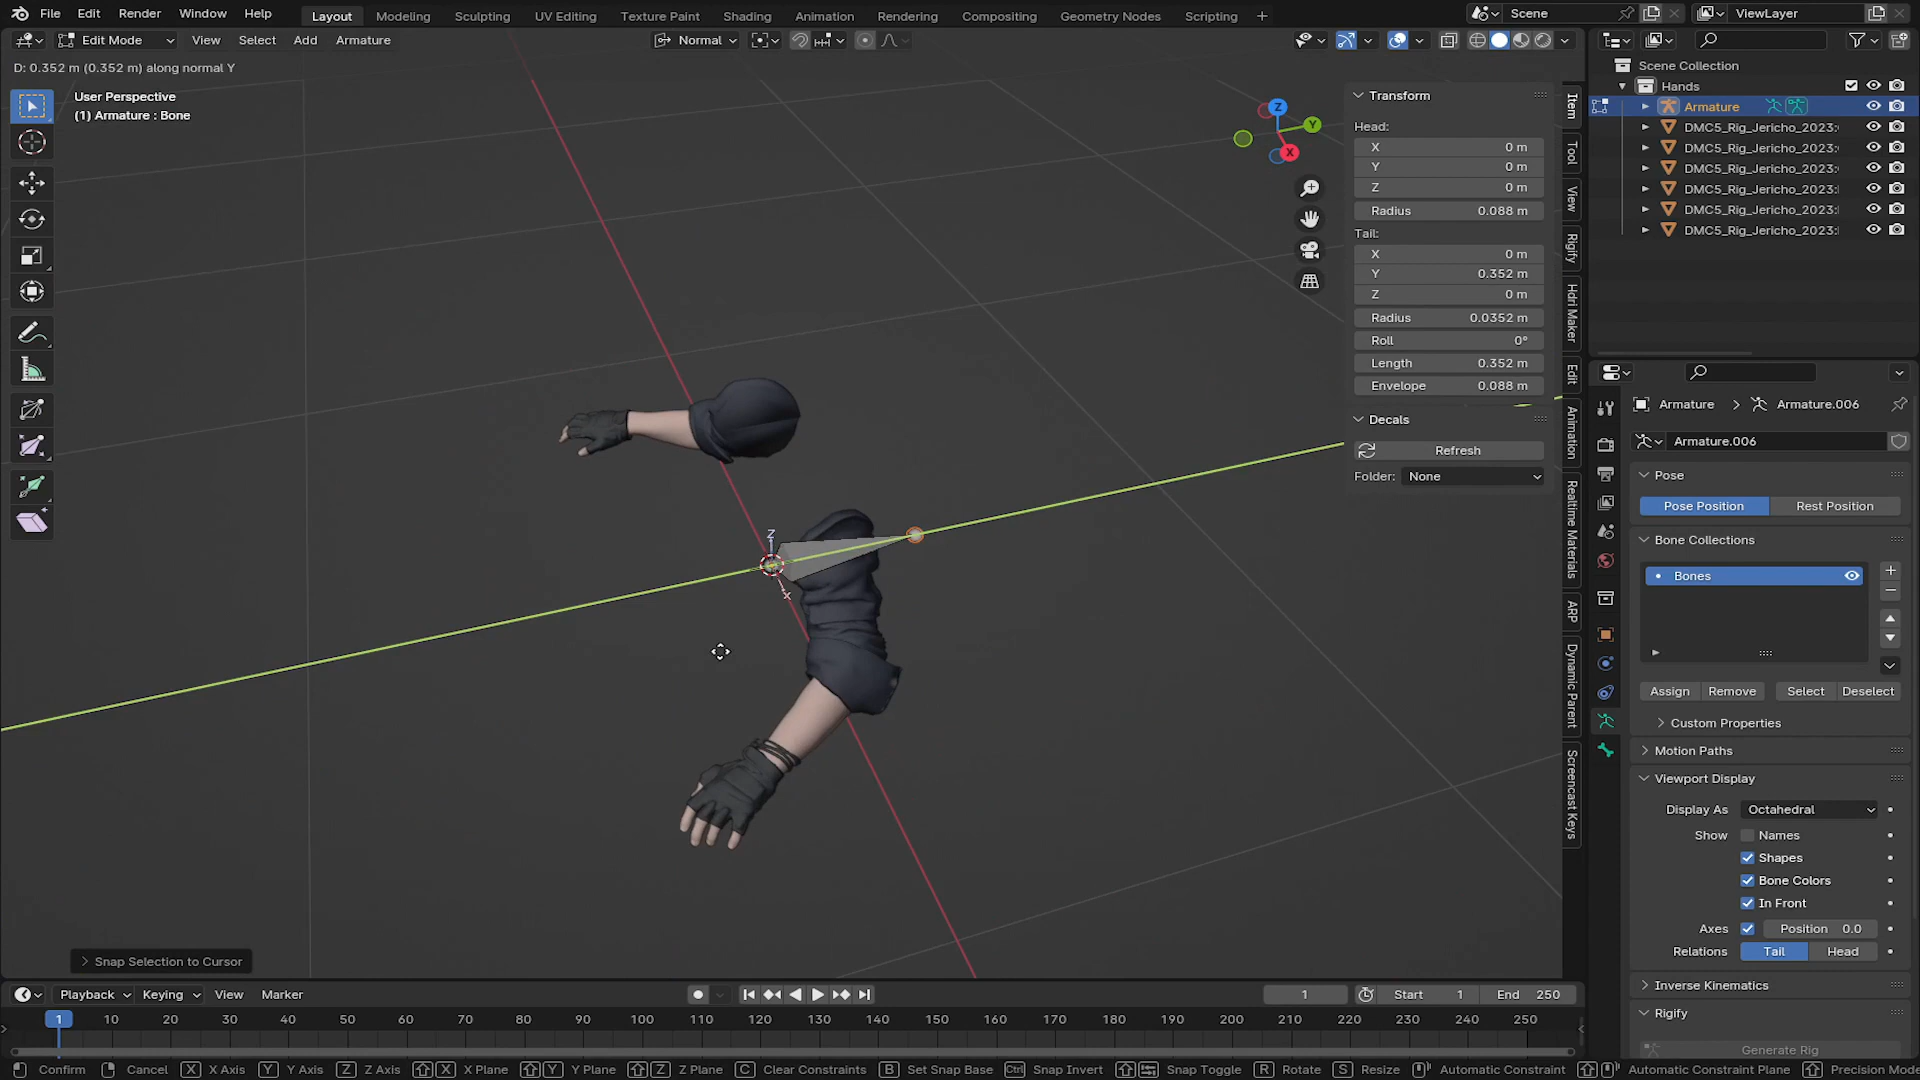 File Edit Render Window Help Layout Modeling Sculpting UV Editing Texture Paint Shading Animation Rendering Compositing Geometry Nodes Scripting + Scene ViewLayer
Edit Mode View Select Add Armature Normal
D: 0.352 m (0.352 m) along normal Y
User Perspective
(1) Armature : Bone
Z
Y
X
Z
X
Transform
Head:
X 0 m
Y 0 m
Z 0 m
Radius 0.088 m
Tail:
X 0 m
Y 0.352 m
Z 0 m
Radius 0.0352 m
Roll 0°
Length 0.352 m
Envelope 0.088 m
Decals
Refresh
Folder: None
Item
Tool
View
Rigify
Hdri Maker
Edit
Animation
Realtime Materials
ARP
Dynamic Parent
Screencast Keys
Scene Collection
Hands
Armature
DMC5_Rig_Jericho_2023:
DMC5_Rig_Jericho_2023:
DMC5_Rig_Jericho_2023:
DMC5_Rig_Jericho_2023:
DMC5_Rig_Jericho_2023:
DMC5_Rig_Jericho_2023:
Armature > Armature.006
Armature.006
Pose
Pose Position Rest Position
Bone Collections
Bones
Assign Remove Select Deselect
Custom Properties
Motion Paths
Viewport Display
Display As Octahedral
Show Names
Shapes
Bone Colors
In Front
Axes Position 0.0
Relations Tail Head
Inverse Kinematics
Rigify
Generate Rig
Snap Selection to Cursor
Playback Keying View Marker 1 Start 1 End 250
1 10 20 30 40 50 60 70 80 90 100 110 120 130 140 150 160 170 180 190 200 210 220 230 240 250
Confirm Cancel X X Axis Y Y Axis Z Z Axis X X Plane Y Y Plane Z Z Plane C Clear Constraints B Set Snap Base Ctrl Snap Invert Snap Toggle R Rotate S Resize Automatic Constraint Automatic Constraint Plane Precision Mode